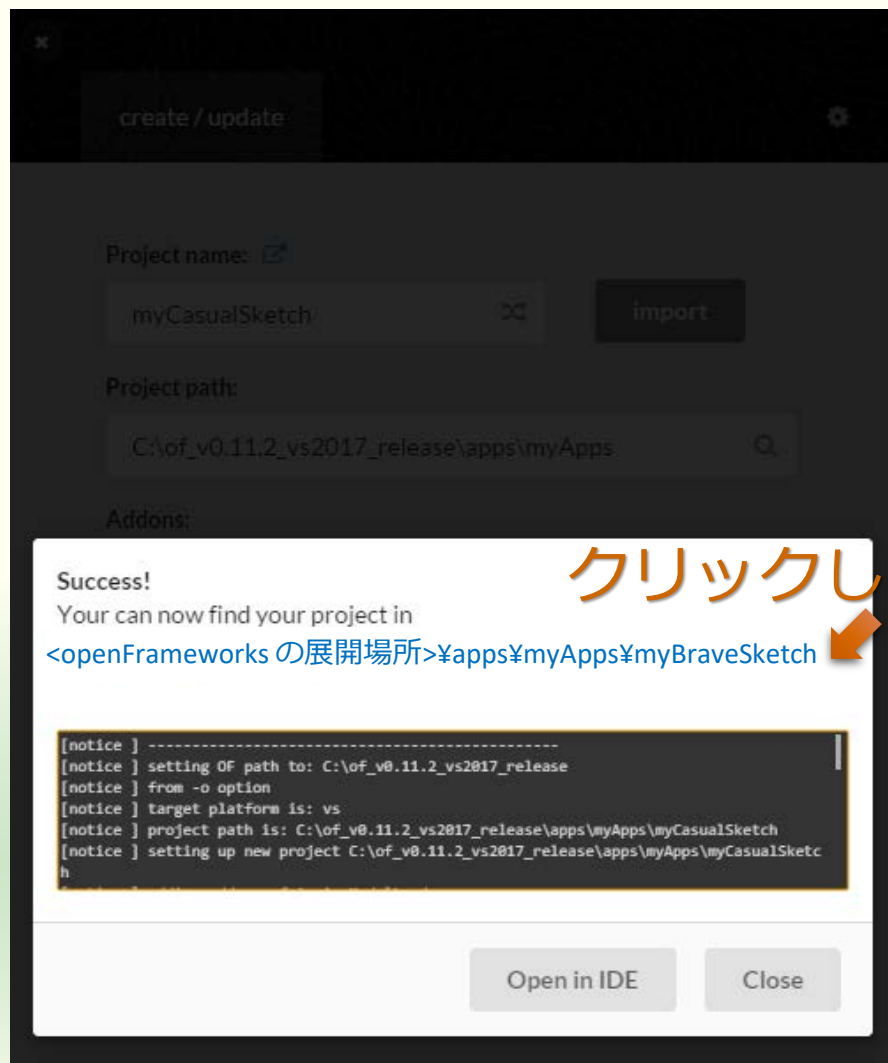 create / update
Project name:
myCasualSketch
import
Project path:
C:\of_v0.11.2_vs2017_release\apps\myApps
Addons:
クリックし
Success!
Your can now find your project in
<openFrameworks の展開場所>¥apps¥myApps¥myBraveSketch
[notice ] ------------------------------------------------
[notice ] setting OF path to: C:\of_v0.11.2_vs2017_release
[notice ] from -o option
[notice ] target platform is: vs
[notice ] project path is: C:\of_v0.11.2_vs2017_release\apps\myApps\myCasualSketch
[notice ] setting up new project C:\of_v0.11.2_vs2017_release\apps\myApps\myCasualSketc
h
Open in IDE
Close